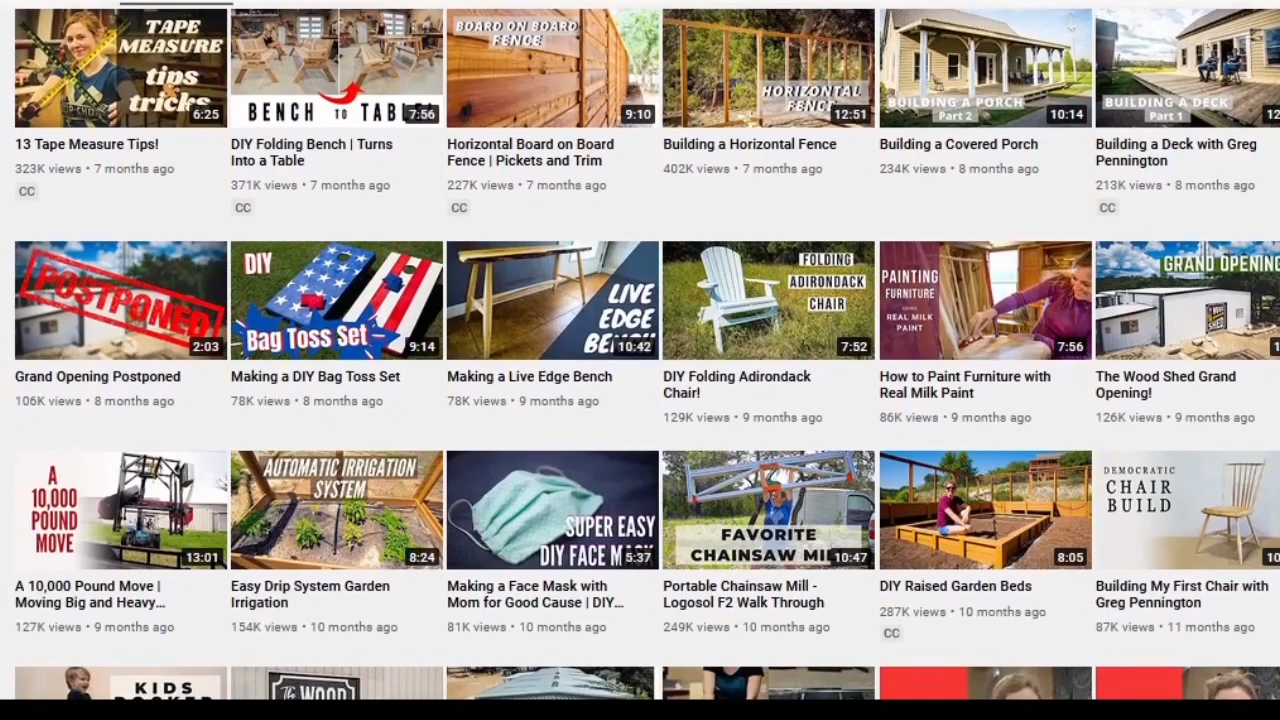 TAPE
MEASURE
tips
tricks
6:25
BENCH TO TABLE
7:56
BOARD ON BOARD
FENCE!
9:10
HORIZONTAL
FENCE
12:51
BUILDING A PORCH
Part 2
10:14
BUILDING A DECK
Part 1
12
13 Tape Measure Tips!
323K views • 7 months ago
CC
DIY Folding Bench | Turns
Into a Table
371K views • 7 months ago
CC
Horizontal Board on Board
Fence | Pickets and Trim
227K views • 7 months ago
CC
Building a Horizontal Fence
402K views • 7 months ago
Building a Covered Porch
234K views • 8 months ago
Building a Deck with Greg
Pennington
213K views • 8 months ago
CC
POSTPONED
2:03
DIY
Bag Toss Set
9:14
LIVE
EDGE
10:42
FOLDING
ADIRONDACK
CHAIR
7:52
PAINTING
FURNITURE
USING
REAL MILK
PAINT
7:56
GRAND OPENING
1
Grand Opening Postponed
106K views • 8 months ago
Making a DIY Bag Toss Set
78K views • 8 months ago
Making a Live Edge Bench
78K views • 9 months ago
DIY Folding Adirondack
Chair!
129K views • 9 months ago
How to Paint Furniture with
Real Milk Paint
86K views • 9 months ago
The Wood Shed Grand
Opening!
126K views • 9 months ago
A
10,000
POUND
MOVE
13:01
AUTOMATIC IRRIGATION
SYSTEM
8:24
SUPER EASY
DIY FACE MASK
5:37
FAVORITE
CHAINSAW MILL
10:47
8:05
DEMOCRATIC
CHAIR
BUILD
10
A 10,000 Pound Move |
Moving Big and Heavy...
127K views • 9 months ago
Easy Drip System Garden
Irrigation
154K views • 10 months ago
Making a Face Mask with
Mom for Good Cause | DIY...
81K views • 10 months ago
Portable Chainsaw Mill -
Logosol F2 Walk Through
249K views • 10 months ago
DIY Raised Garden Beds
287K views • 10 months ago
CC
Building My First Chair with
Greg Pennington
87K views • 11 months ago
KIDS
The WOOD